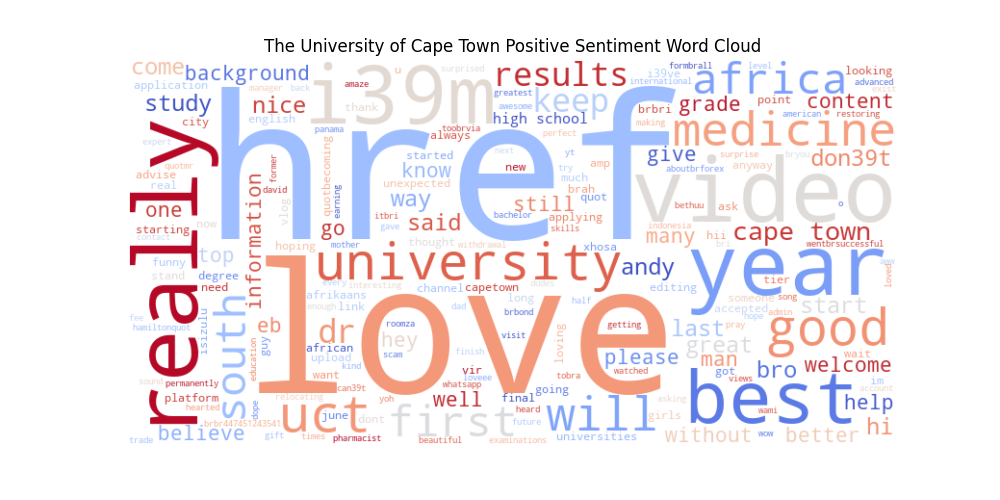 The University of Cape Town Positive Sentiment Word Cloud
come u surprised formbrall level looking
background i39m results i39ve africa
application manager back amaze greatest international advanced
study nice thank awesome keep brbri grade point content exist
city english panama high school making american restoring
really always toobrvia perfect medicine
expert href
quotmr started next yt amp give surprise bryou don39t
advise know try much anyway
real former unexpected new aboutbrforex
david quotbecoming earning way brah quot video
one vlog bachelor still bethuu ask o
starting now go itbri said skills applying indonesia cape town
contact information gave many hii wentbrsuccessful
hoping mother thought withdrawal xhosa bri
funny top university year
stand degree every interesting andy tier loved
need channel capetown dudes editing song
afrikaans long half someone start
south enough link love accepted admin
fee isizulu eb dr roomza brbond last hope good
hamiltonquot hey visit getting pray
guy african scam loving great
education upload finish please man wait
kind vir watched got bro welcome
sound permanently want loveee tobra views im
hearted relocating can39t whatsapp going
platform yoh well final best help
dope uct june dont first heard will girls asking account wami
brbr447451243541 future hi
trade believe gift times pharmacist beautiful examinations universities without wow better